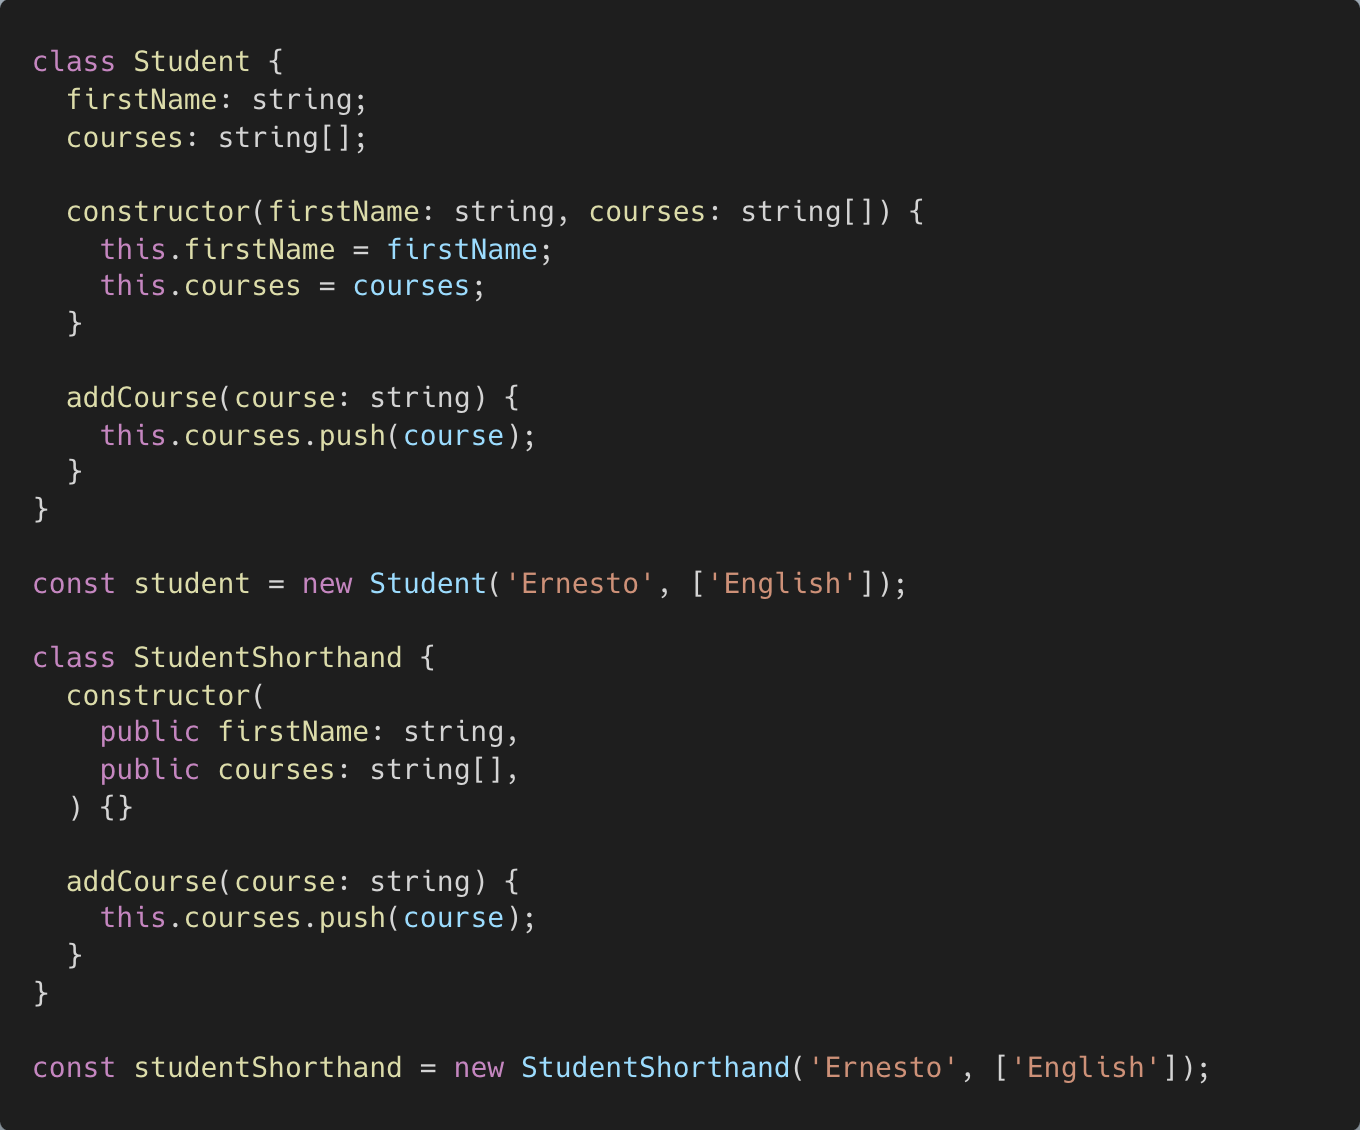 class Student {
  firstName: string;
  courses: string[];

  constructor(firstName: string, courses: string[]) {
    this.firstName = firstName;
    this.courses = courses;
  }

  addCourse(course: string) {
    this.courses.push(course);
  }
}

const student = new Student('Ernesto', ['English']);

class StudentShorthand {
  constructor(
    public firstName: string,
    public courses: string[],
  ) {}

  addCourse(course: string) {
    this.courses.push(course);
  }
}

const studentShorthand = new StudentShorthand('Ernesto', ['English']);